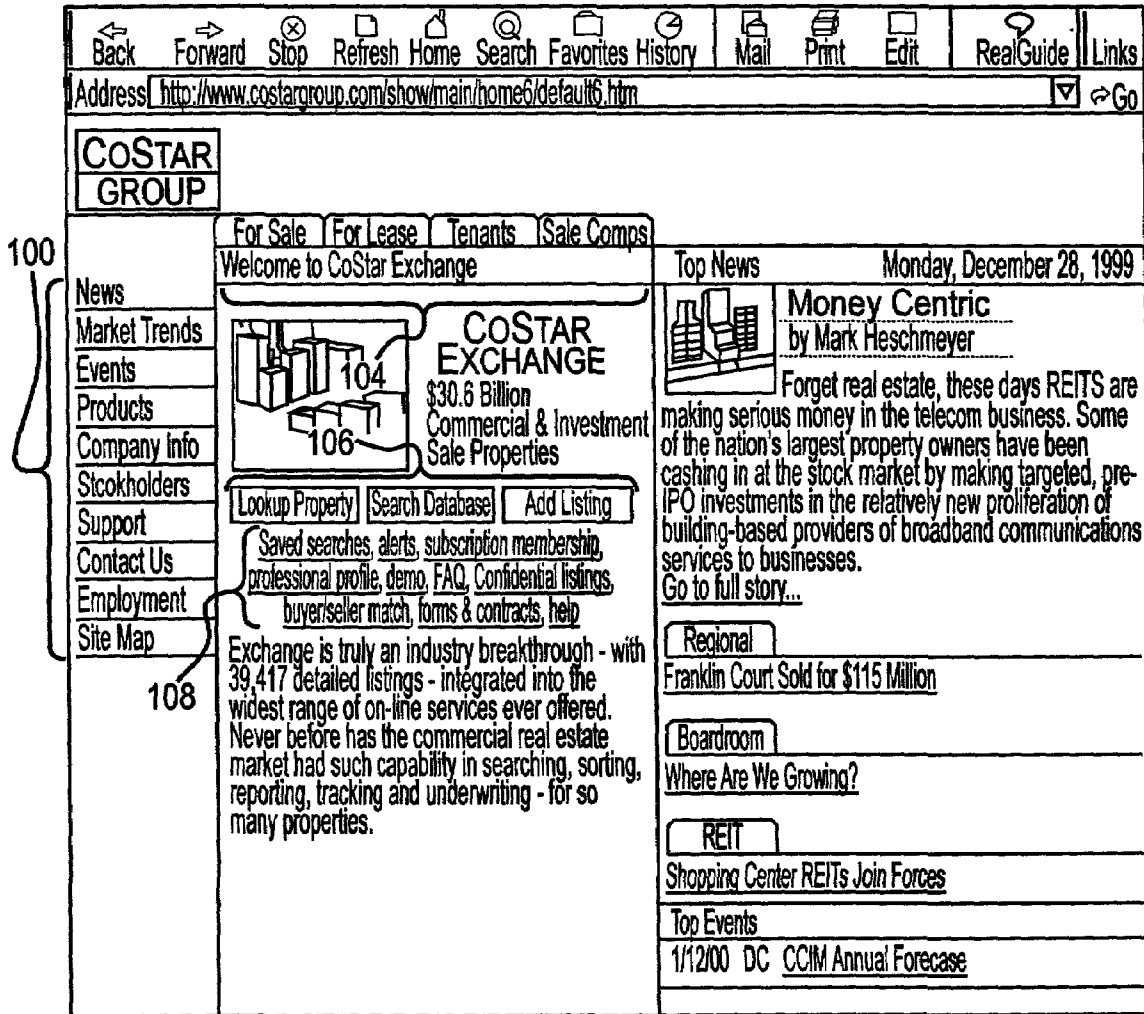 Back Forward Stop Refresh Home Search Favorites History Mail Print Edit RealGuide Links
Address http://www.costargroup.com/show/main/home6/default6.htm Go
COSTAR
GROUP
For Sale For Lease Tenants Sale Comps
100
News
Market Trends
Events
Products
Company Info
Stcokholders
Support
Contact Us
Employment
Site Map
Welcome to CoStar Exchange
104
COSTAR
EXCHANGE
$30.6 Billion
Commercial & Investment
Sale Properties
106
Lookup Property Search Database Add Listing
Saved searches, alerts, subscription membership,
professional profile, demo, FAQ, Confidential listings,
buyer/seller match, forms & contracts, help
108
Exchange is truly an industry breakthrough - with
39,417 detailed listings - integrated into the
widest range of on-line services ever offered.
Never before has the commercial real estate
market had such capability in searching, sorting,
reporting, tracking and underwriting - for so
many properties.
Top News Monday, December 28, 1999
Money Centric
by Mark Heschmeyer
Forget real estate, these days REITS are
making serious money in the telecom business. Some
of the nation's largest property owners have been
cashing in at the stock market by making targeted, pre-
IPO investments in the relatively new proliferation of
building-based providers of broadband communications
services to businesses.
Go to full story...
Regional
Franklin Court Sold for $115 Million
Boardroom
Where Are We Growing?
REIT
Shopping Center REITs Join Forces
Top Events
1/12/00 DC CCIM Annual Forecase